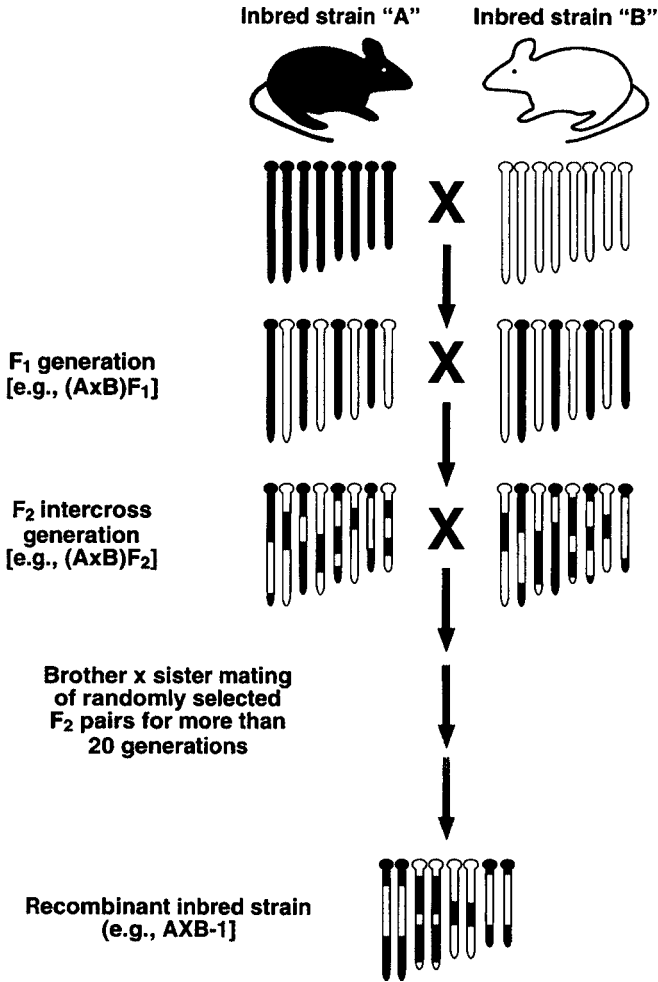 Inbred strain “A”
Inbred strain “B”
X
F₁ generation
[e.g., (AxB)F₁]
X
F₂ intercross
generation
[e.g., (AxB)F₂]
X
Brother x sister mating
of randomly selected
F₂ pairs for more than
20 generations
Recombinant inbred strain
(e.g., AXB-1]